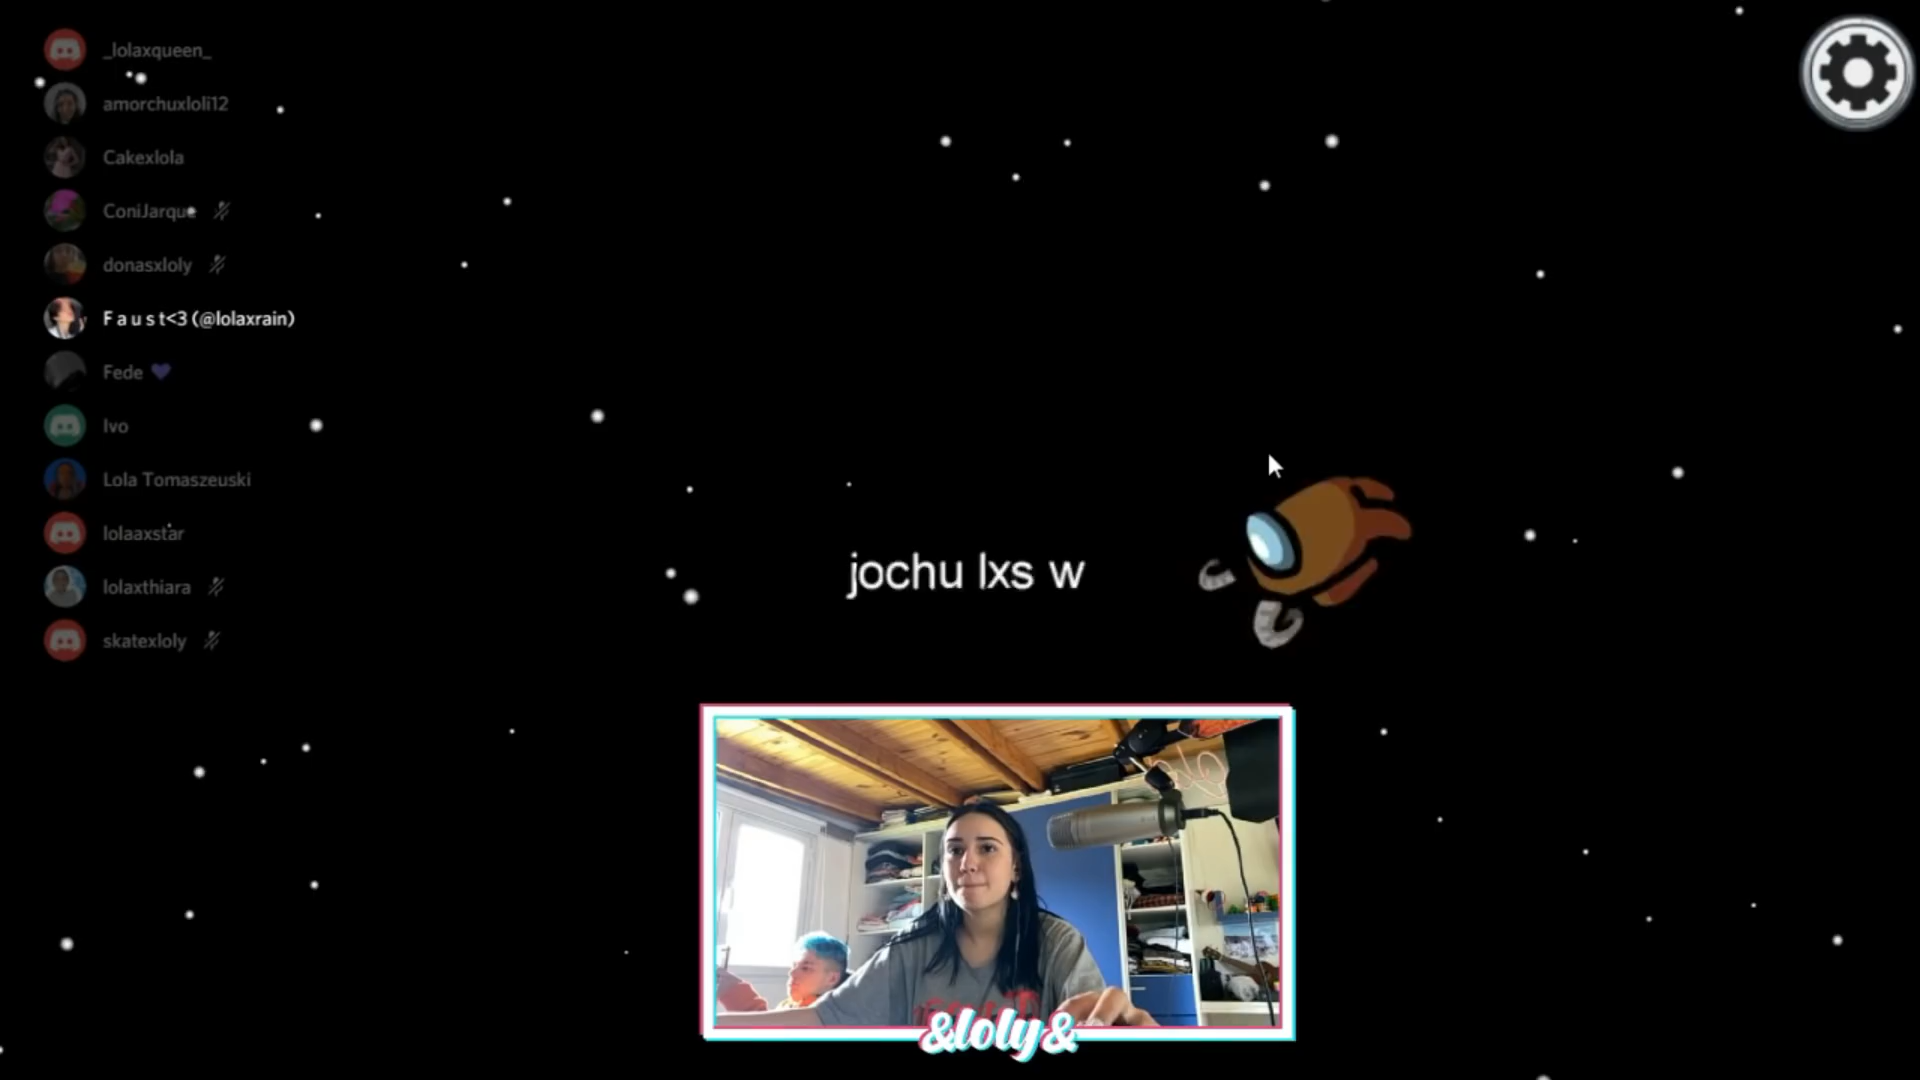 _lolaxqueen_
amorchuxloli12
Cakexlola
ConiJarque
donasxloly
F a u s t<3 (@lolaxrain)
Fede 💜
Ivo
Lola Tomaszeuski
lolaaxstar
lolaxthiara
skatexloly
jochu lxs w
&loly&